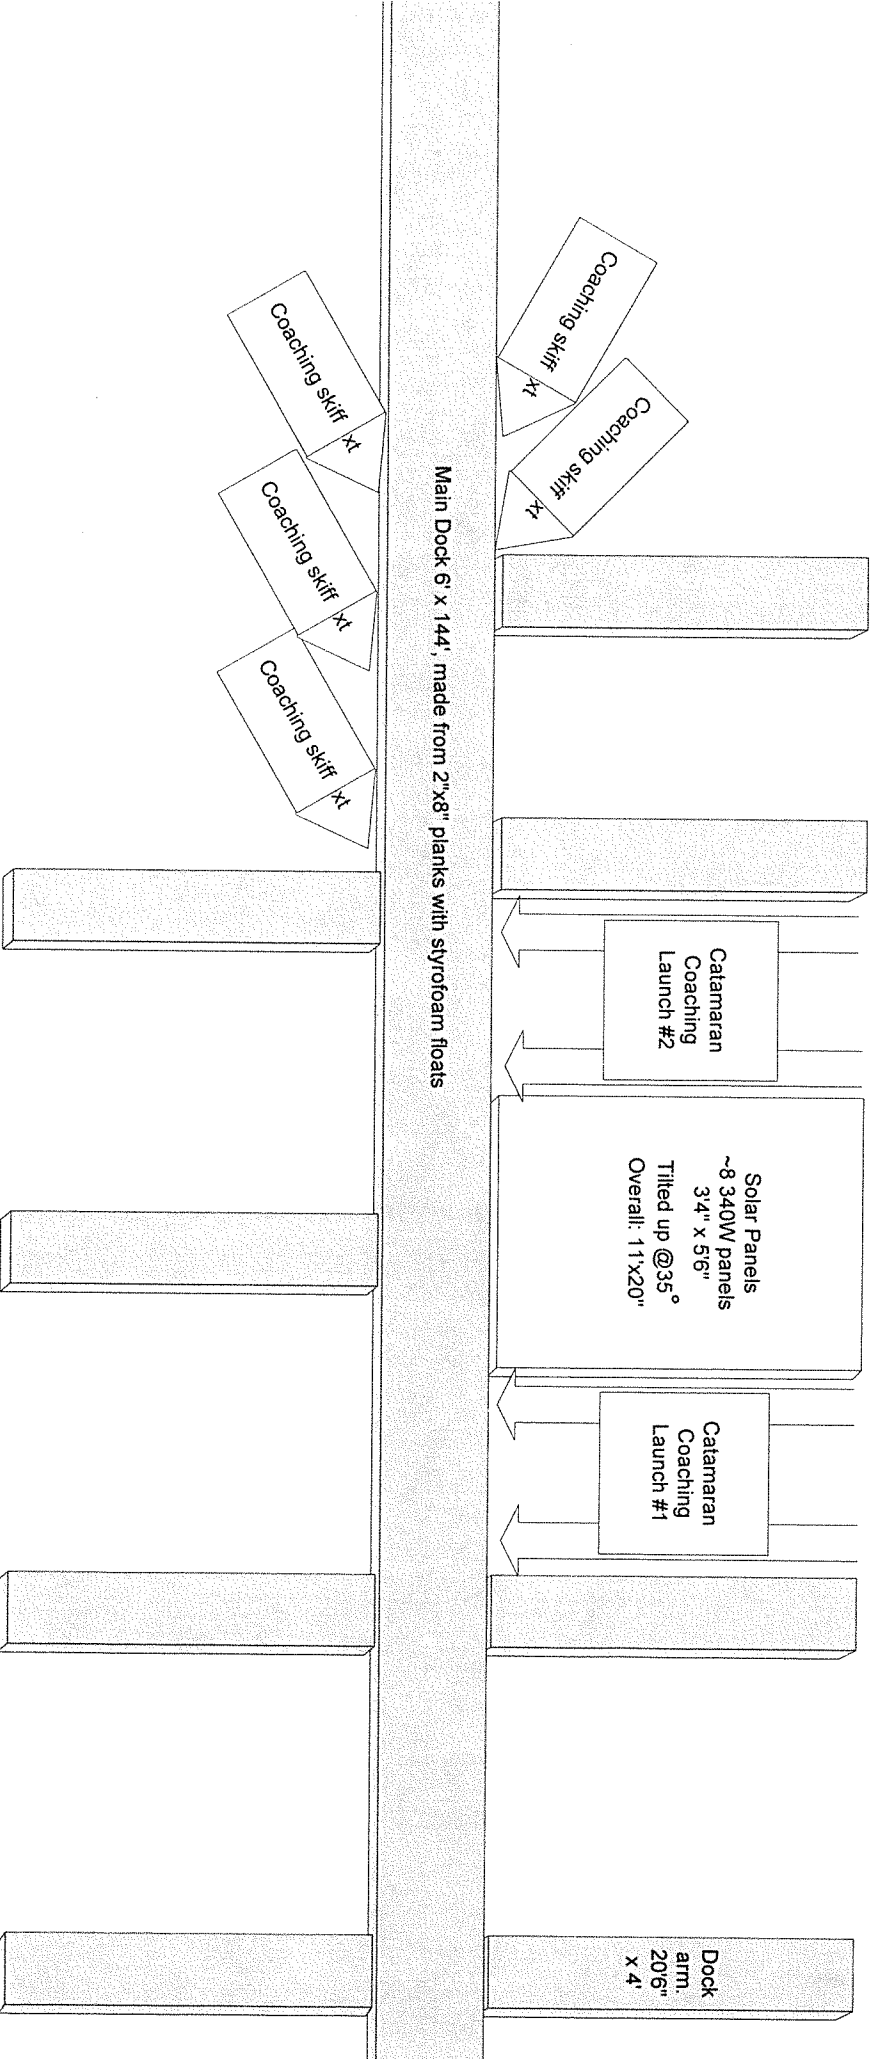 Coaching skiff
xt
Coaching skiff
xt
Coaching skiff
xt
Coaching skiff
xt
Coaching skiff
xt
Main Dock 6' x 144', made from 2"x8" planks with styrofoam floats
Catamaran
Coaching
Launch #2
Solar Panels
~8 340W panels
3'4" x 5'6"
Tilted up @35°
Overall: 11'x20"
Catamaran
Coaching
Launch #1
Dock
arm.
20'6"
x 4'